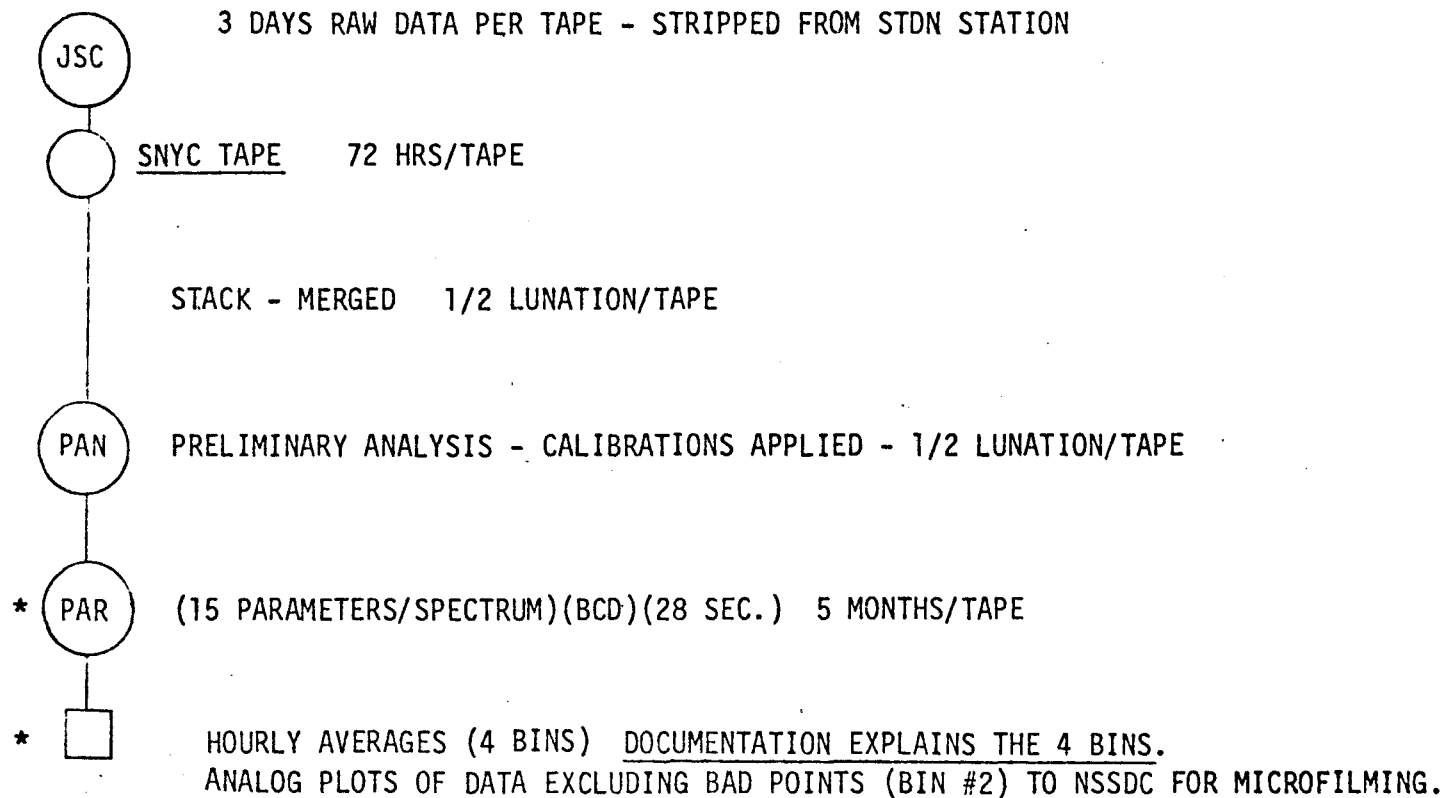 3 DAYS RAW DATA PER TAPE - STRIPPED FROM STDN STATION
JSC
SNYC TAPE 72 HRS/TAPE
STACK - MERGED 1/2 LUNATION/TAPE
PAN PRELIMINARY ANALYSIS - CALIBRATIONS APPLIED - 1/2 LUNATION/TAPE
* PAR (15 PARAMETERS/SPECTRUM)(BCD)(28 SEC.) 5 MONTHS/TAPE
* HOURLY AVERAGES (4 BINS) DOCUMENTATION EXPLAINS THE 4 BINS.
ANALOG PLOTS OF DATA EXCLUDING BAD POINTS (BIN #2) TO NSSDC FOR MICROFILMING.